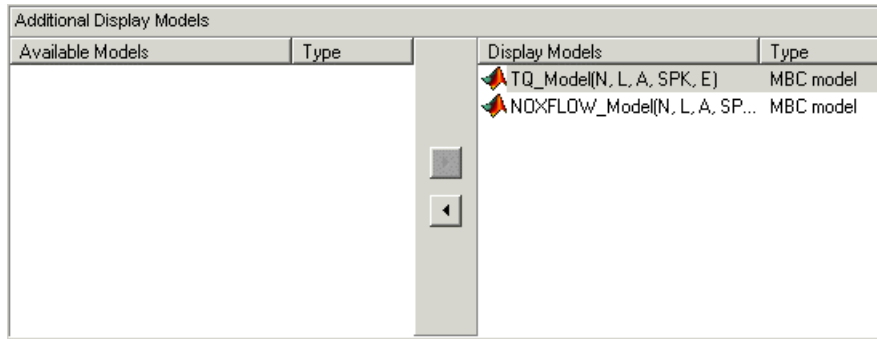 Additional Display Models
Available Models Type
Display Models Type
TQ_Model(N, L, A, SPK, E) MBC model
NOXFLOW_Model(N, L, A, SP... MBC model